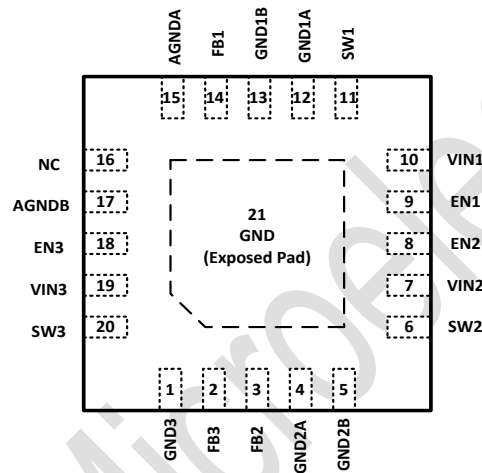 AGNDA FB1 GND1B GND1A SW1
15 14 13 12 11
NC 16 10 VIN1
AGNDB 17 9 EN1
EN3 18 8 EN2
VIN3 19 7 VIN2
SW3 20 6 SW2
21
GND
(Exposed Pad)
1 2 3 4 5
GND3 FB3 FB2 GND2A GND2B